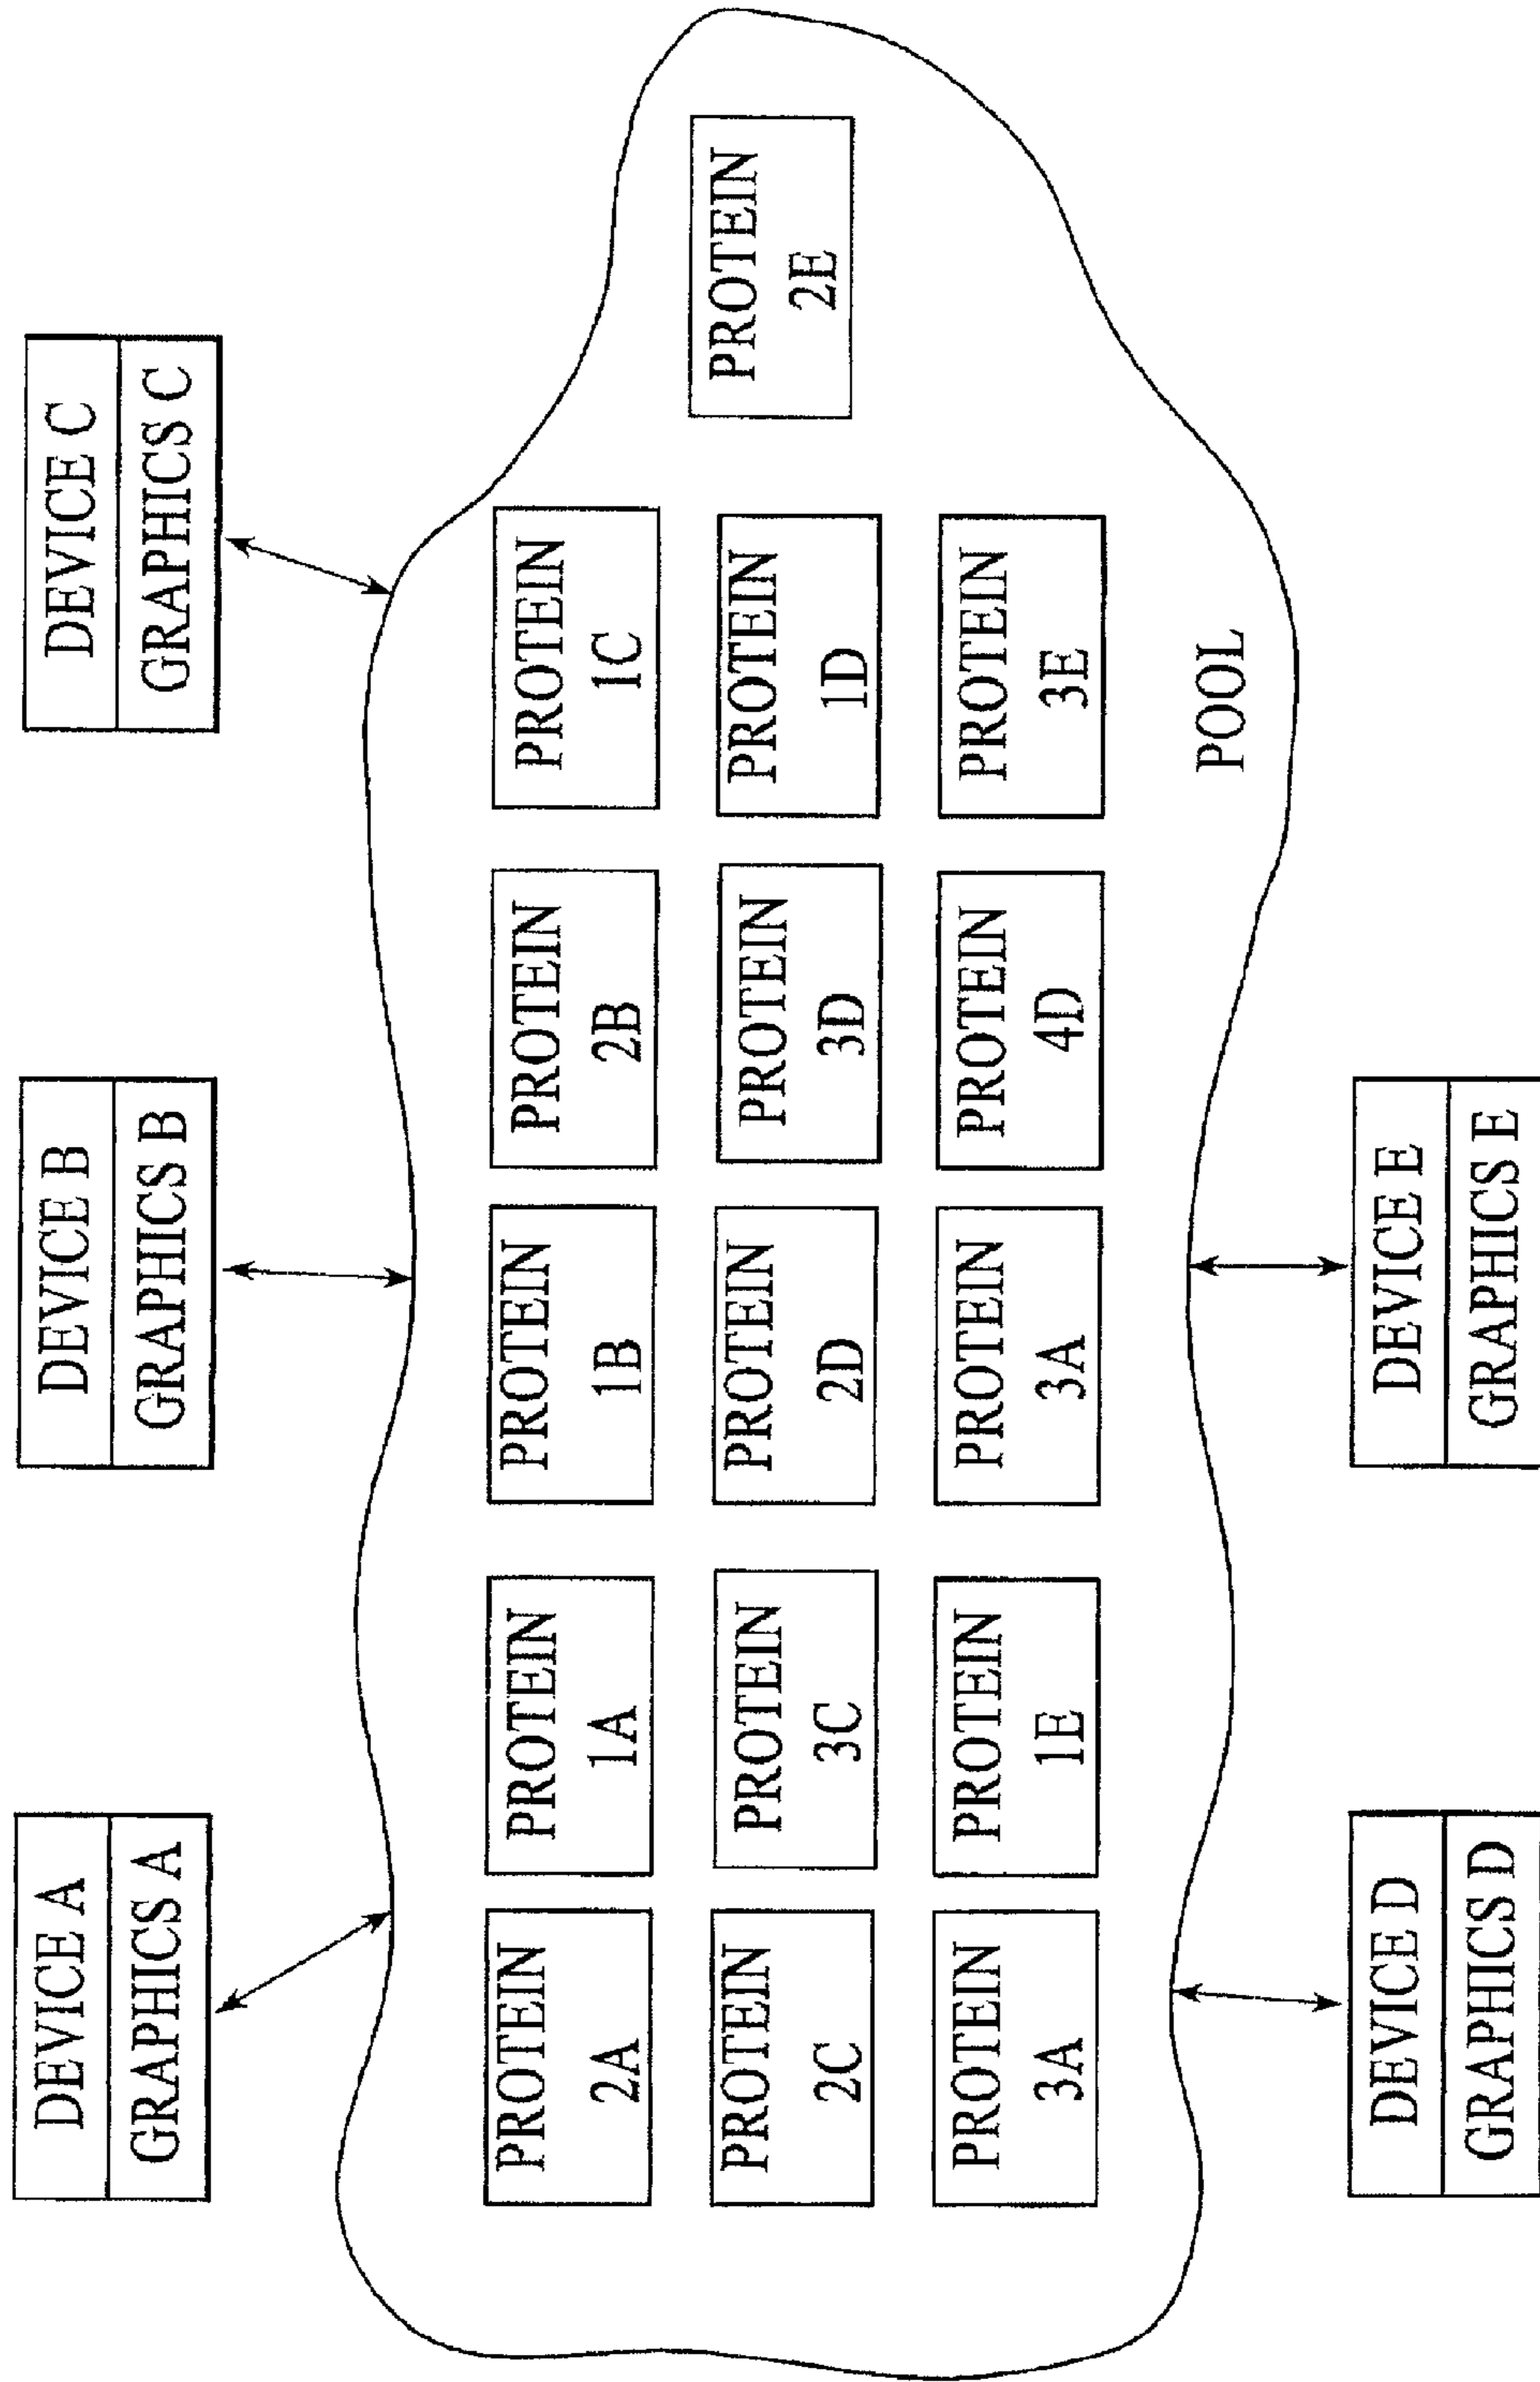 DEVICE A
GRAPHICS A
DEVICE B
GRAPHICS B
DEVICE C
GRAPHICS C
PROTEIN
2A
PROTEIN
1A
PROTEIN
1B
PROTEIN
2B
PROTEIN
1C
PROTEIN
2C
PROTEIN
3C
PROTEIN
2D
PROTEIN
3D
PROTEIN
1D
PROTEIN
2E
PROTEIN
3A
PROTEIN
1E
PROTEIN
3A
PROTEIN
4D
PROTEIN
3E
POOL
DEVICE D
GRAPHICS D
DEVICE E
GRAPHICS E